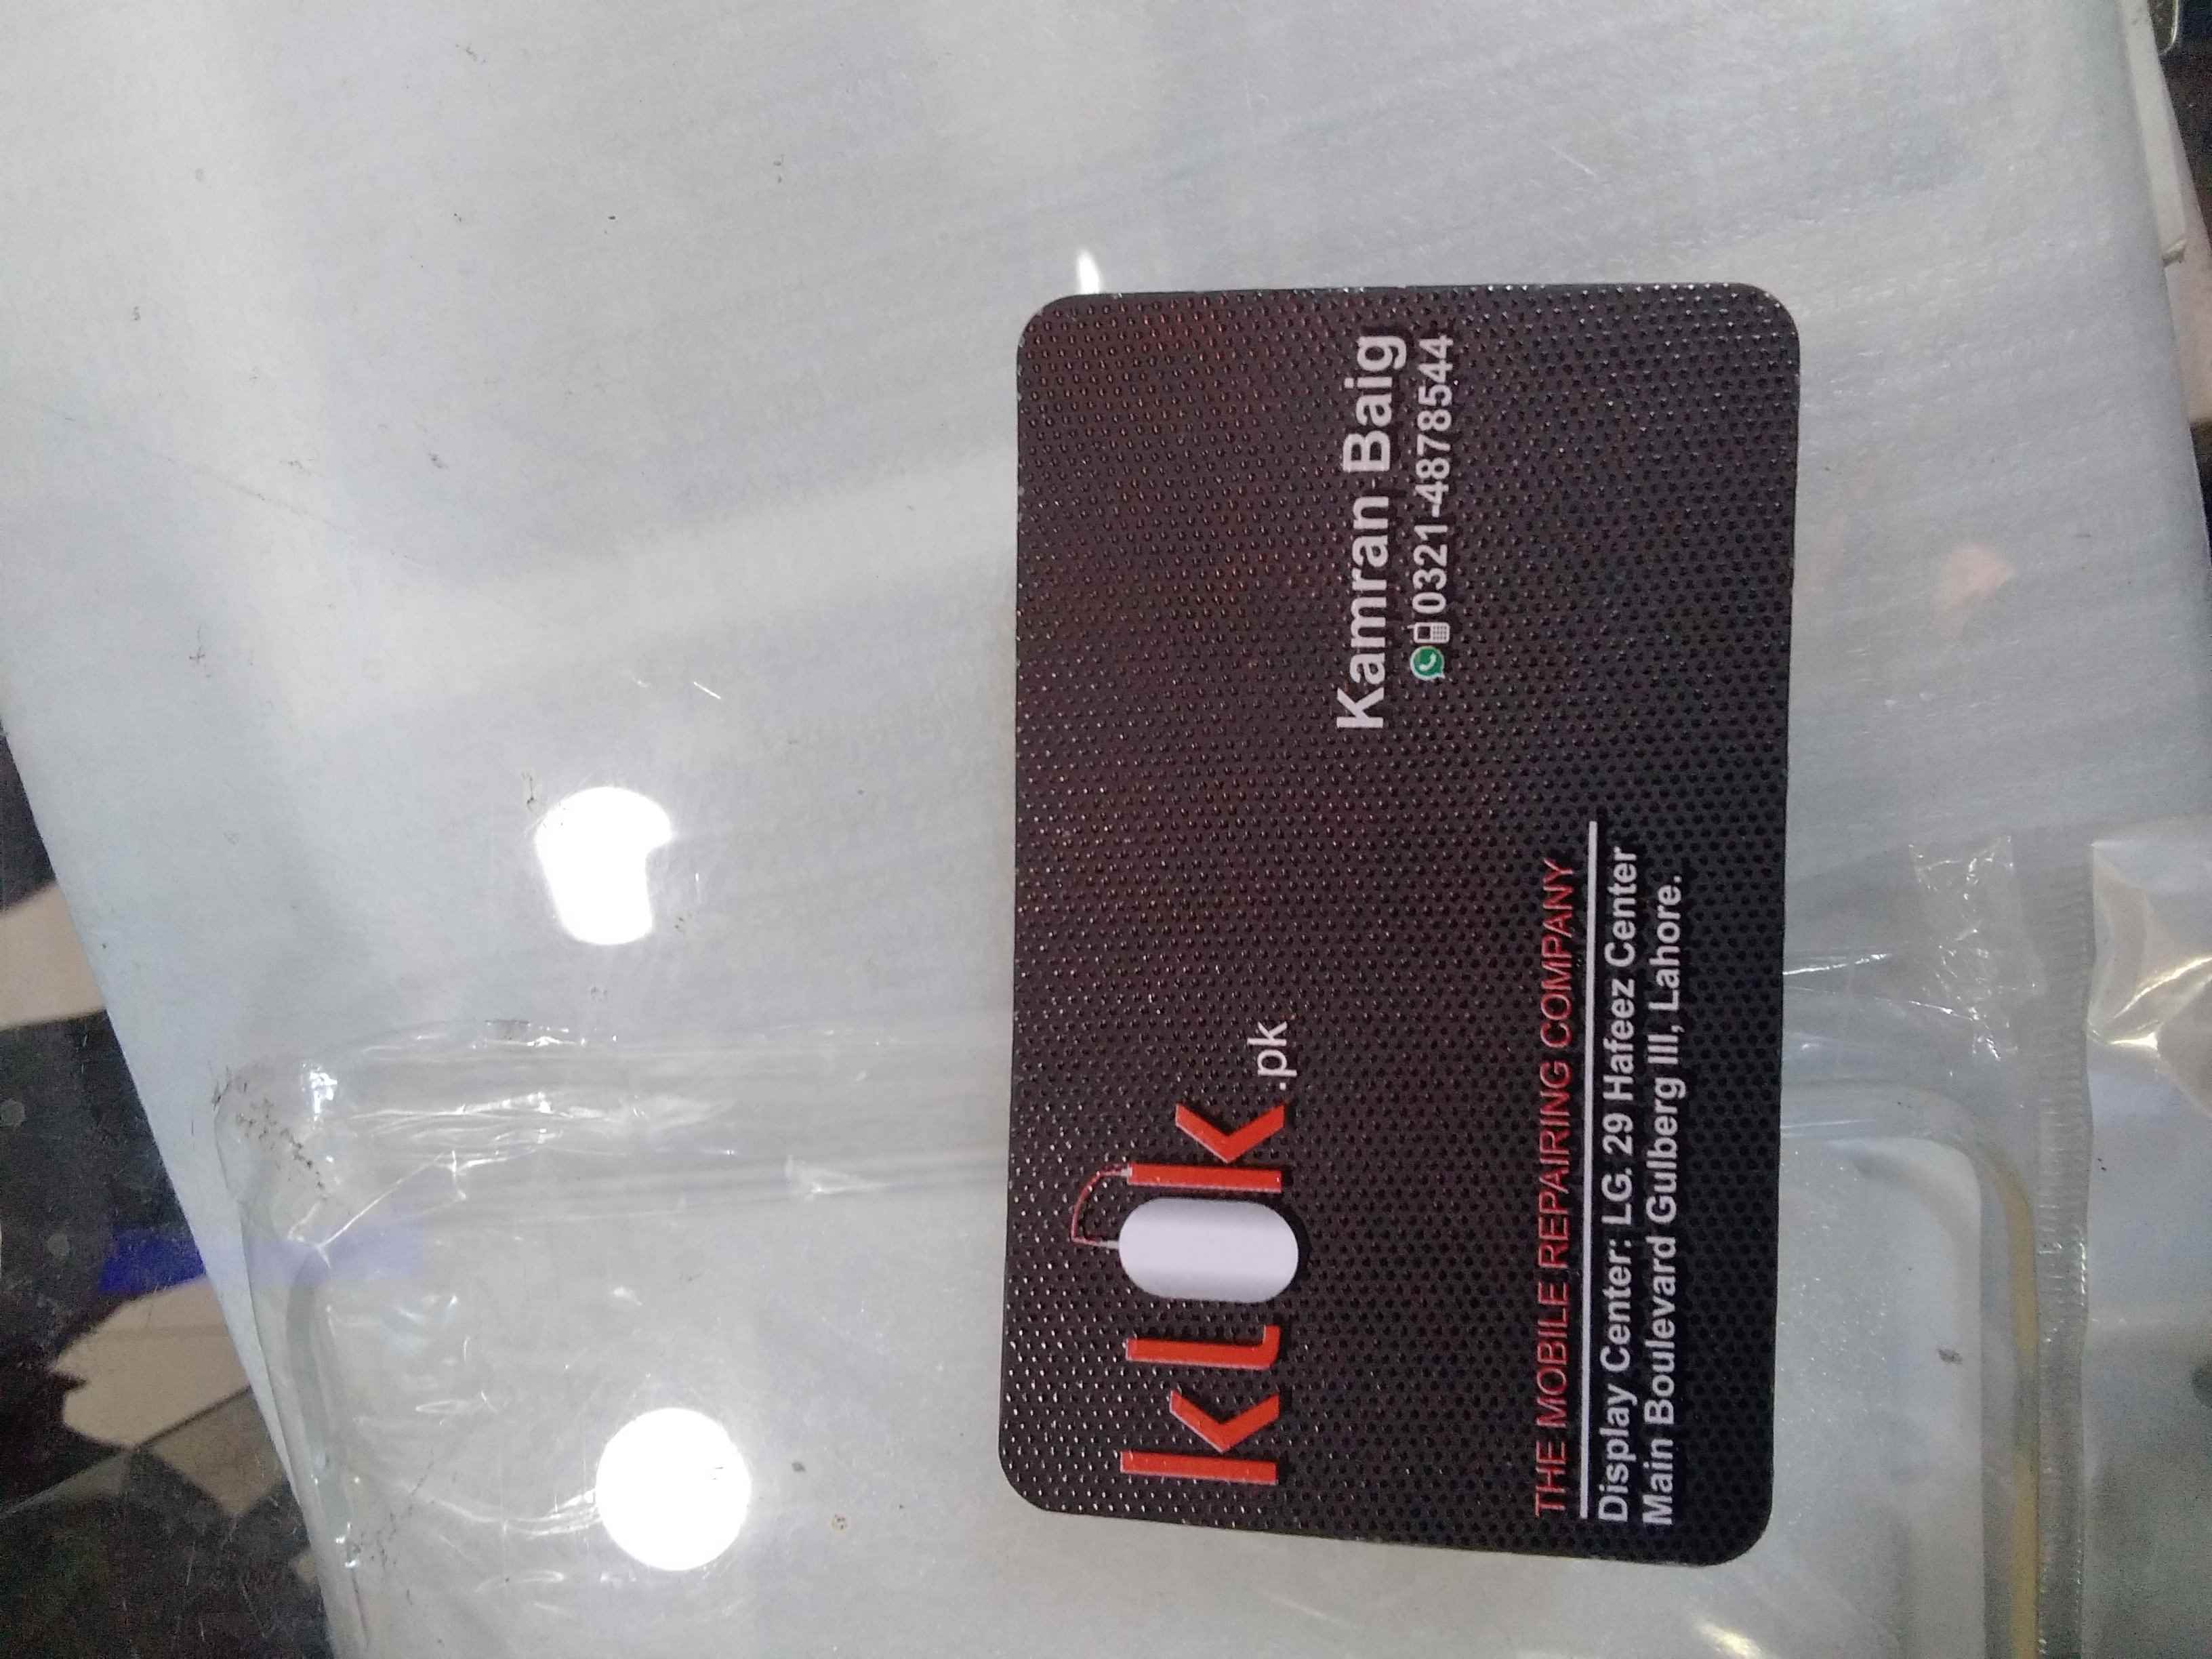 klok.pk
Kamran Baig
0321-4878544
THE MOBILE REPAIRING COMPANY
Display Center: LG. 29 Hafeez Center
Main Boulevard Gulberg III, Lahore.